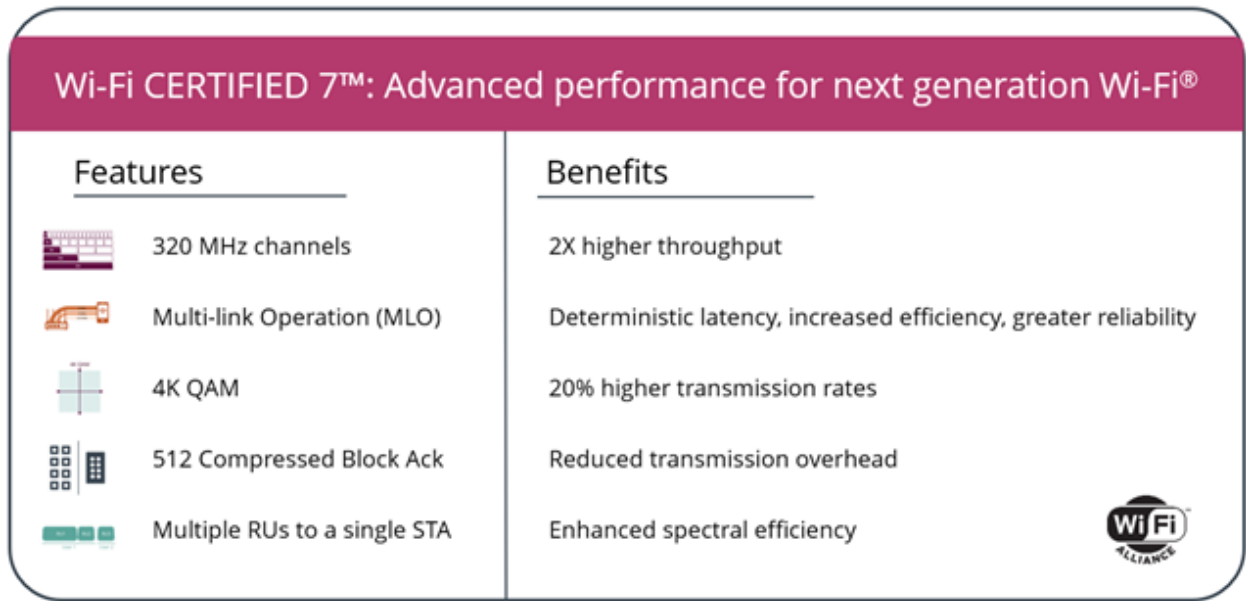 Wi-Fi CERTIFIED 7™: Advanced performance for next generation Wi-Fi®
Features
Benefits
320 MHz channels
2X higher throughput
Multi-link Operation (MLO)
Deterministic latency, increased efficiency, greater reliability
4K QAM
20% higher transmission rates
512 Compressed Block Ack
Reduced transmission overhead
Multiple RUs to a single STA
Enhanced spectral efficiency
Wi Fi
ALLIANCE